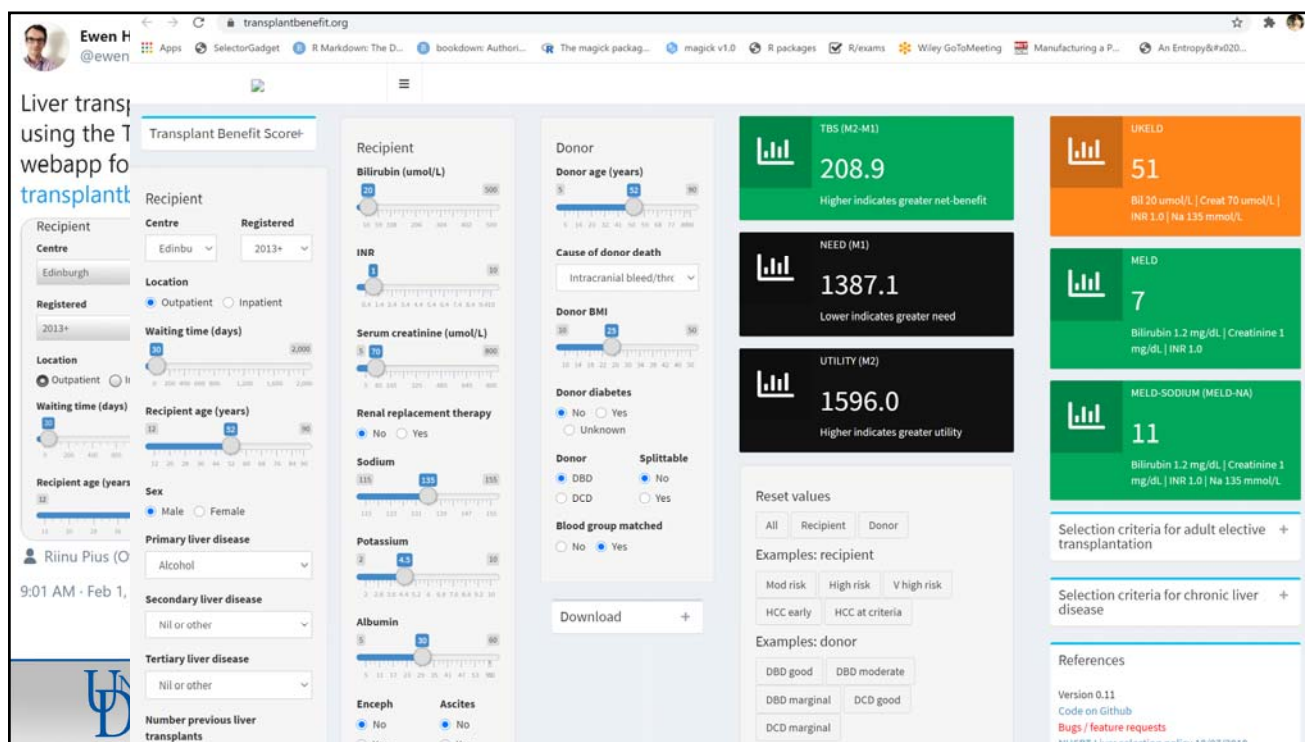 Ewen H
@ewen
Liver transp
using the T
webapp fo
transplantb
Recipient
Centre
Edinburgh
Registered
2013+
Location
Outpatient
Waiting time (days)
30
0 200 400 600
Recipient age (years
12
Riinu Pius (O
9:01 AM · Feb 1,
UD
transplantbenefit.org
Apps SelectorGadget R Markdown: The D... bookdown: Authori... The magick packag... magick v1.0 R packages R/exams Wiley GoToMeeting Manufacturing a P... An Entropy&#x020...
Transplant Benefit Score
Recipient
Centre Registered
Edinbu 2013+
Location
Outpatient Inpatient
Waiting time (days)
30 2,000
Recipient age (years)
12 52 90
Sex
Male Female
Primary liver disease
Alcohol
Secondary liver disease
Nil or other
Tertiary liver disease
Nil or other
Number previous liver
transplants
Recipient
Bilirubin (umol/L)
20 500
INR
1 10
Serum creatinine (umol/L)
5 70 800
Renal replacement therapy
No Yes
Sodium
115 135 155
Potassium
2 4.5 10
Albumin
5 30 60
Enceph Ascites
No No
Donor
Donor age (years)
5 52 90
Cause of donor death
Intracranial bleed/thrc
Donor BMI
10 25 50
Donor diabetes
No Yes
Unknown
Donor Splittable
DBD No
DCD Yes
Blood group matched
No Yes
Download +
TBS (M2-M1)
208.9
Higher indicates greater net-benefit
NEED (M1)
1387.1
Lower indicates greater need
UTILITY (M2)
1596.0
Higher indicates greater utility
Reset values
All Recipient Donor
Examples: recipient
Mod risk High risk V high risk
HCC early HCC at criteria
Examples: donor
DBD good DBD moderate
DBD marginal DCD good
DCD marginal
UKELD
51
Bil 20 umol/L | Creat 70 umol/L |
INR 1.0 | Na 135 mmol/L
MELD
7
Bilirubin 1.2 mg/dL | Creatinine 1
mg/dL | INR 1.0
MELD-SODIUM (MELD-NA)
11
Bilirubin 1.2 mg/dL | Creatinine 1
mg/dL | INR 1.0 | Na 135 mmol/L
Selection criteria for adult elective +
transplantation
Selection criteria for chronic liver +
disease
References
Version 0.11
Code on Github
Bugs / feature requests